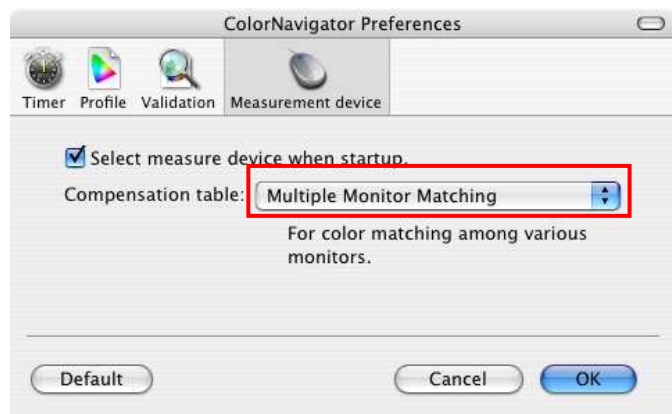 ColorNavigator Preferences
Timer Profile Validation Measurement device
Select measure device when startup.
Compensation table: Multiple Monitor Matching
For color matching among various
monitors.
Default Cancel OK